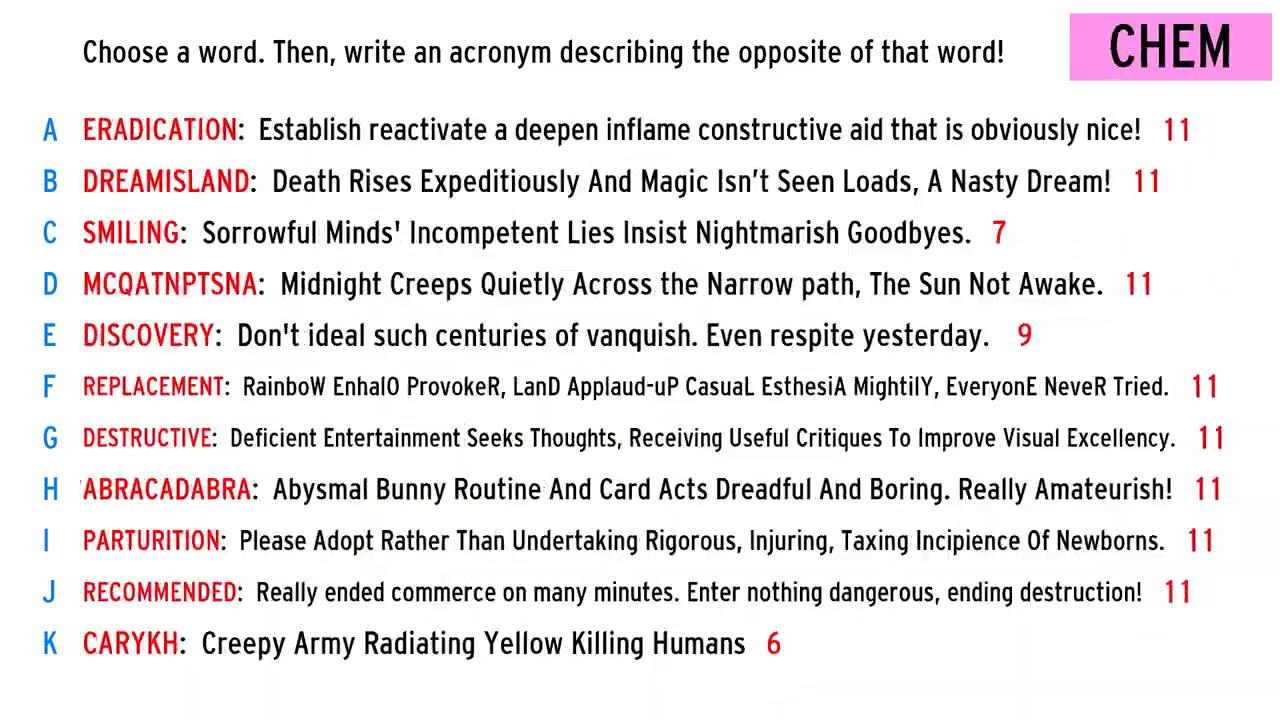 Choose a word. Then, write an acronym describing the opposite of that word!
CHEM
A ERADICATION: Establish reactivate a deepen inflame constructive aid that is obviously nice! 11
B DREAMISLAND: Death Rises Expeditiously And Magic Isn't Seen Loads, A Nasty Dream! 11
C SMILING: Sorrowful Minds' Incompetent Lies Insist Nightmarish Goodbyes. 7
D MCQATNPTSNA: Midnight Creeps Quietly Across the Narrow path, The Sun Not Awake. 11
E DISCOVERY: Don't ideal such centuries of vanquish. Even respite yesterday. 9
F REPLACEMENT: RainboW EnhalO ProvokeR, LanD Applaud-uP CasuaL EsthesiA MightilY, EveryonE NeveR Tried. 11
G DESTRUCTIVE: Deficient Entertainment Seeks Thoughts, Receiving Useful Critiques To Improve Visual Excellency. 11
H 'ABRACADABRA: Abysmal Bunny Routine And Card Acts Dreadful And Boring. Really Amateurish! 11
I PARTURITION: Please Adopt Rather Than Undertaking Rigorous, Injuring, Taxing Incipience Of Newborns. 11
J RECOMMENDED: Really ended commerce on many minutes. Enter nothing dangerous, ending destruction! 11
K CARYKH: Creepy Army Radiating Yellow Killing Humans 6